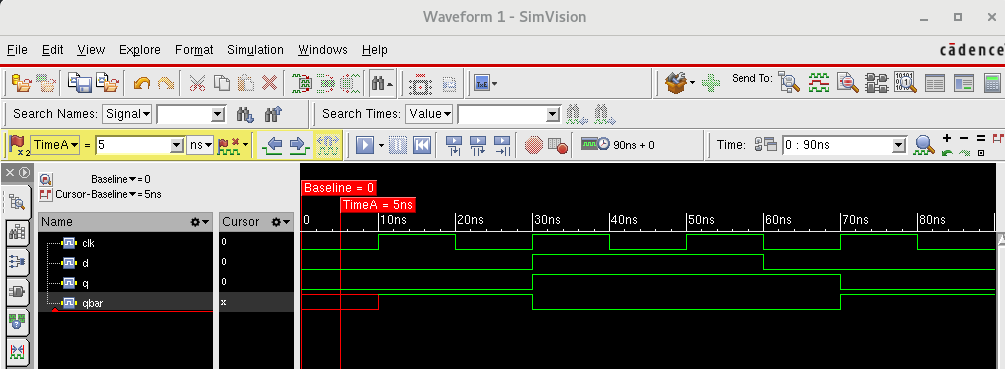 Waveform 1 - SimVision
File Edit View Explore Format Simulation Windows Help cādence
Send To:
Search Names: Signal Search Times: Value
x2 TimeA = 5 ns 90ns + 0 Time: 0 : 90ns
Baseline = 0
Cursor-Baseline = 5ns
Baseline = 0
TimeA = 5ns
Name Cursor 0 10ns 20ns 30ns 40ns 50ns 60ns 70ns 80ns
clk 0
d 0
q 0
qbar x